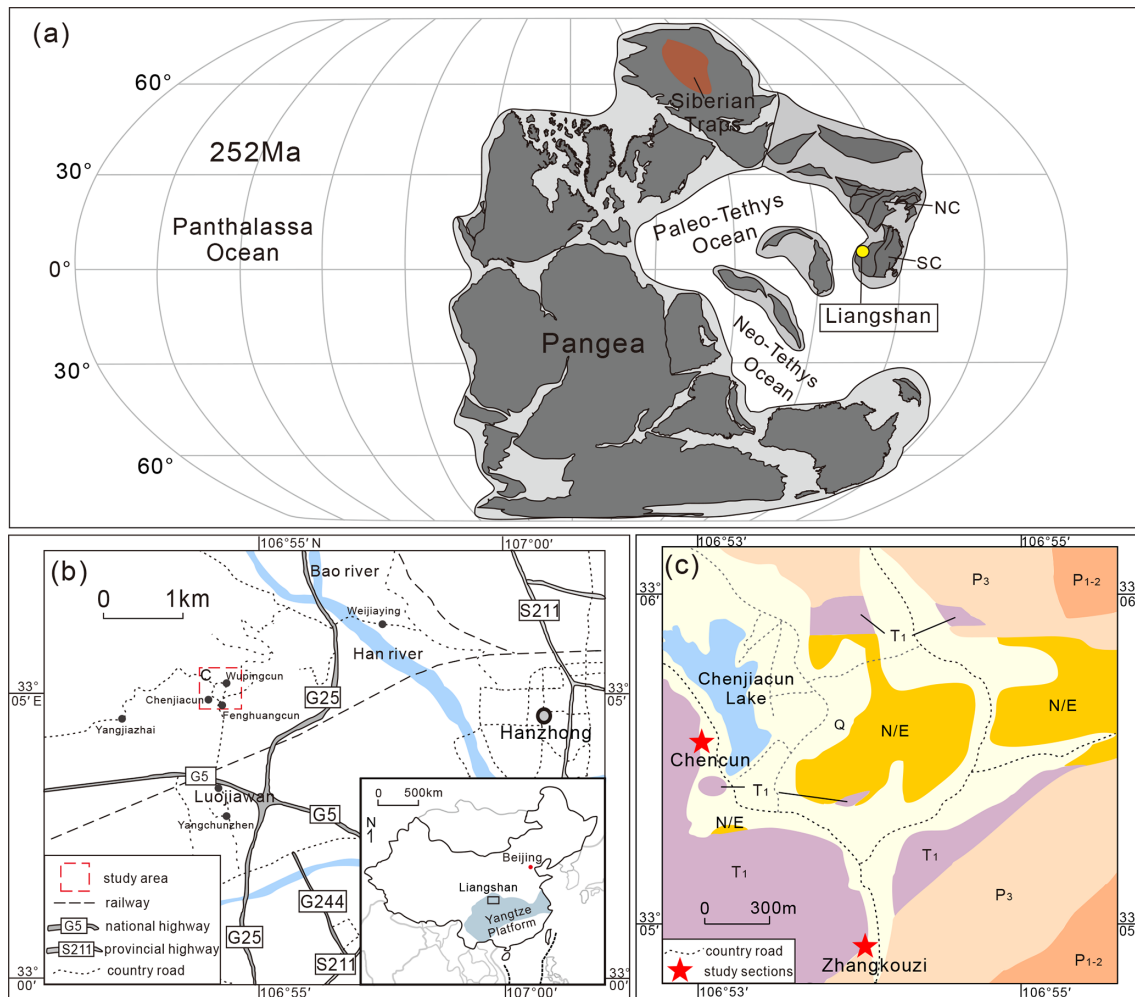 (a)
60°
Siberian
Traps
252Ma
30°
NC
Panthalassa
Ocean
Paleo-Tethys
Ocean
0°
SC
Liangshan
Pangea
Neo-Tethys
Ocean
30°
60°
(b)
106°55′ N
107°00′
Bao river
0 1km
S211
Weijiaying
Han river
C
Wupingcun
33°
05′ E
Chenjiacun
G25
33°
05′
Fenghuangcun
Yangjiazhai
Hanzhong
G5
Luojiawan
G5
Yangchunzhen
0 500km
N
Beijing
Liangshan
Yangtze
Platform
study area
railway
G5 national highway
G244
S211 provincial highway
G25
country road
S211
33°
00′
33°
00′
106°55′
107°00′
(c)
106°53′
106°55′
P3
P1-2
33°
06′
33°
06′
T1
Chenjiacun
Lake
N/E
Q
N/E
Chencun
T1
N/E
T1
T1
P3
0 300m
33°
05′
33°
05′
country road
study sections
Zhangkouzi
P1-2
106°53′
106°55′